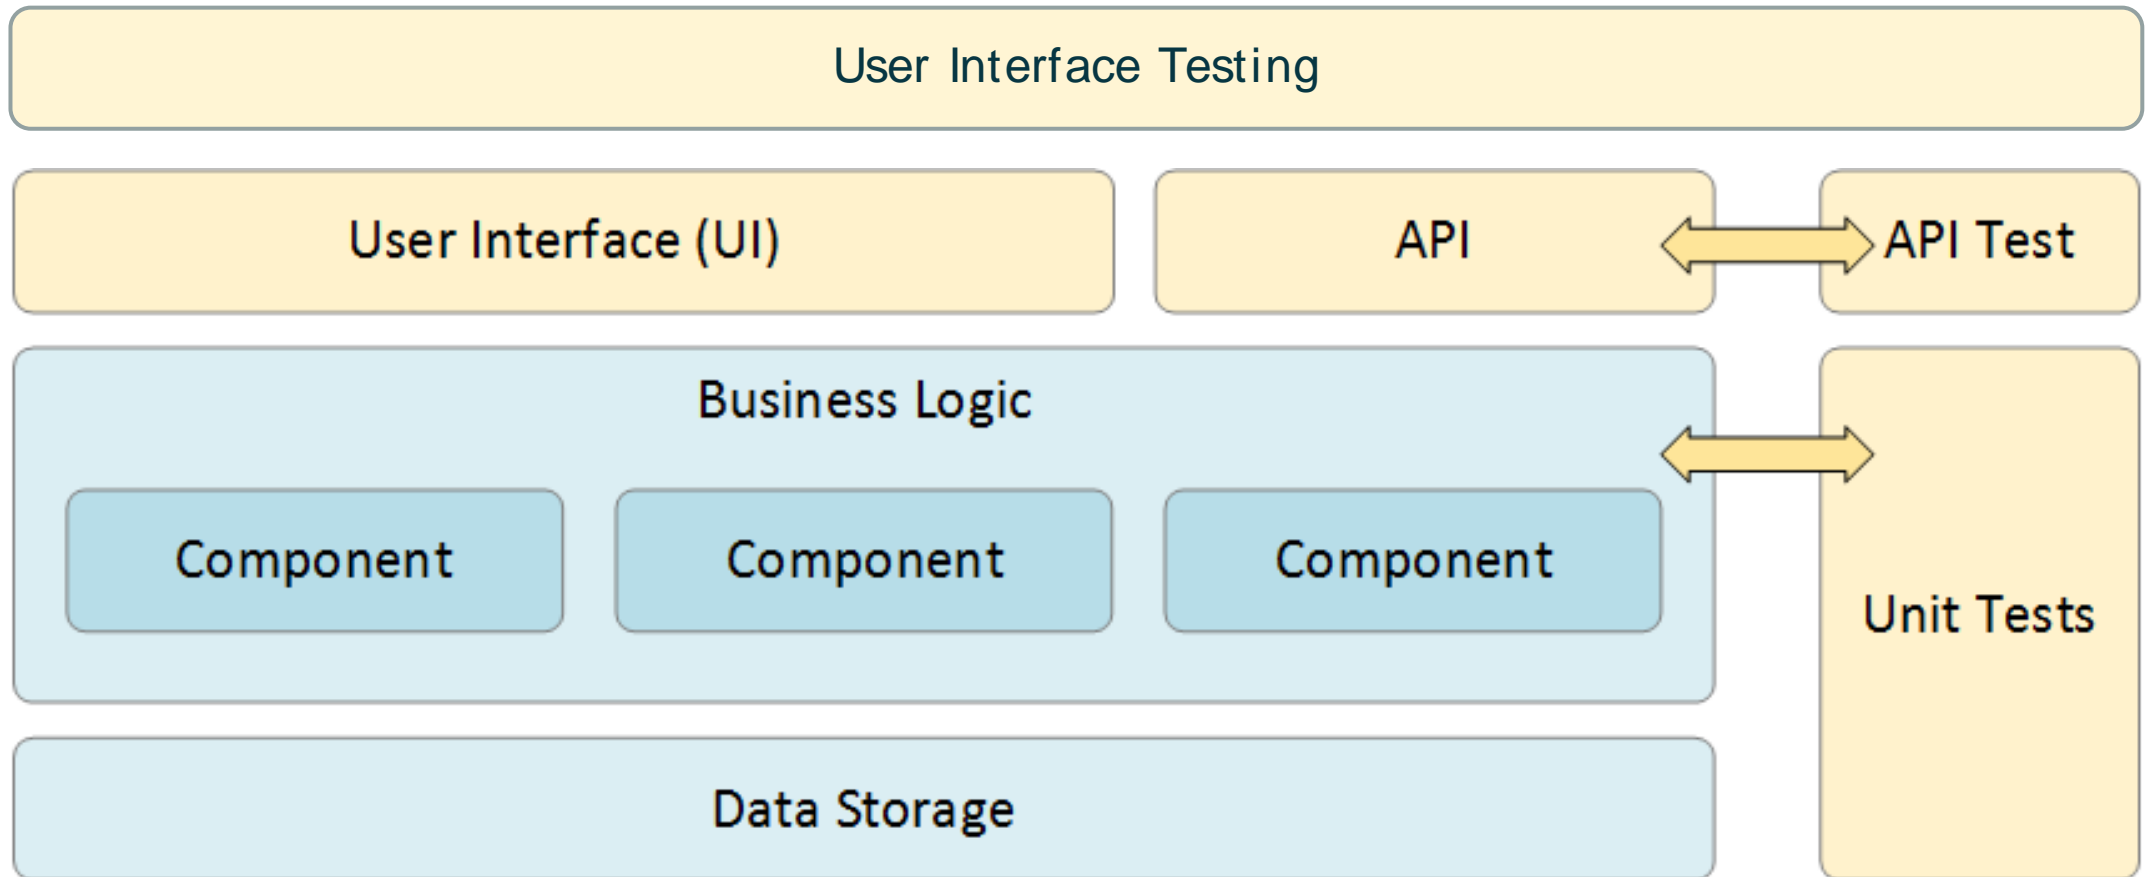 User Interface Testing
User Interface (UI)
API
API Test
Business Logic
Component
Component
Component
Unit Tests
Data Storage